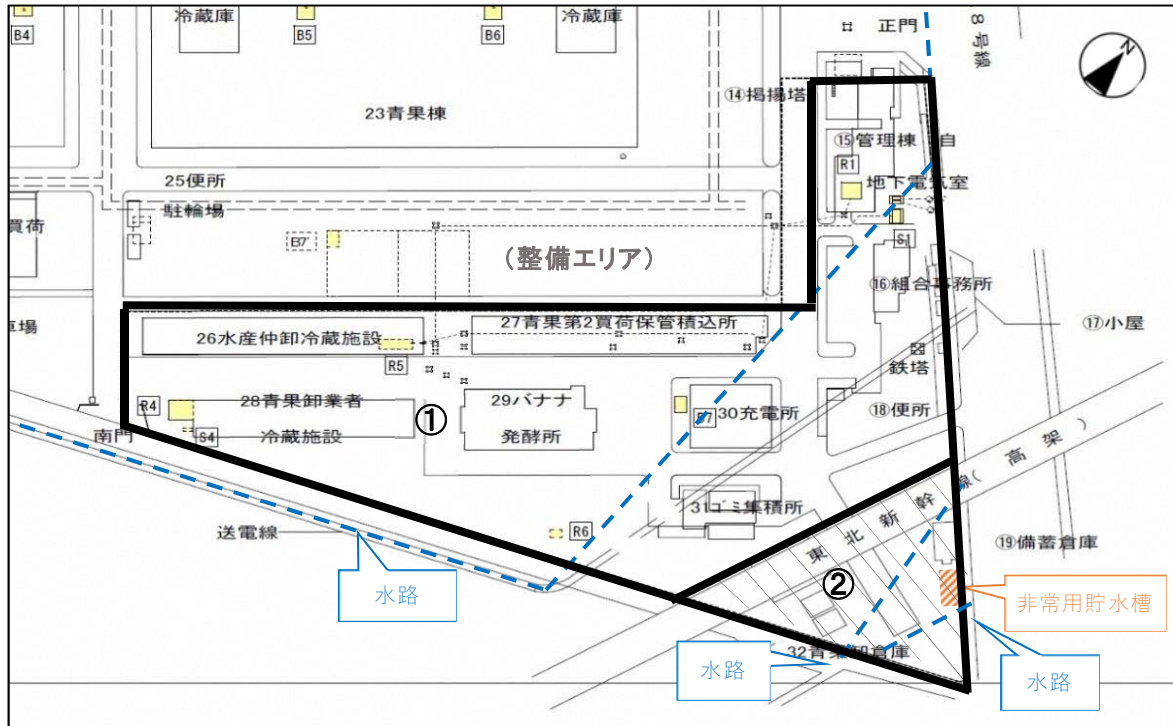 冷蔵庫
冷蔵庫
正門
8号線
N
B4
B5
B6
⑭掲揚塔
23青果棟
⑮管理棟
自
R1
地下電気室
25便所
買荷
駐輪場
B7'
(整備エリア)
S1
⑯組合事務所
⑰小屋
車場
26水産仲卸冷蔵施設
27青果第2買荷保管積込所
R5
鉄塔
R4
28青果卸業者
冷蔵施設
①
29バナナ
発酵所
30充電所
⑱便所
南門
S4
31ゴミ集積所
東北新幹線(高架)
送電線
R6
⑲備蓄倉庫
水路
②
非常用貯水槽
32青果卸倉庫
水路
水路